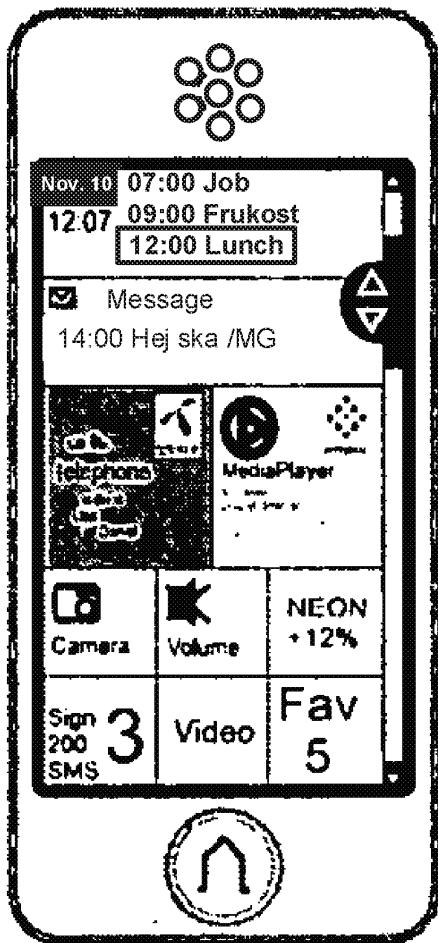 Nov. 10
12:07
07:00 Job
09:00 Frukost
12:00 Lunch
Message
14:00 Hej ska /MG
telephone
MediaPlayer
Camera
Volume
NEON
+12%
Sign
200
SMS
3
Video
Fav
5